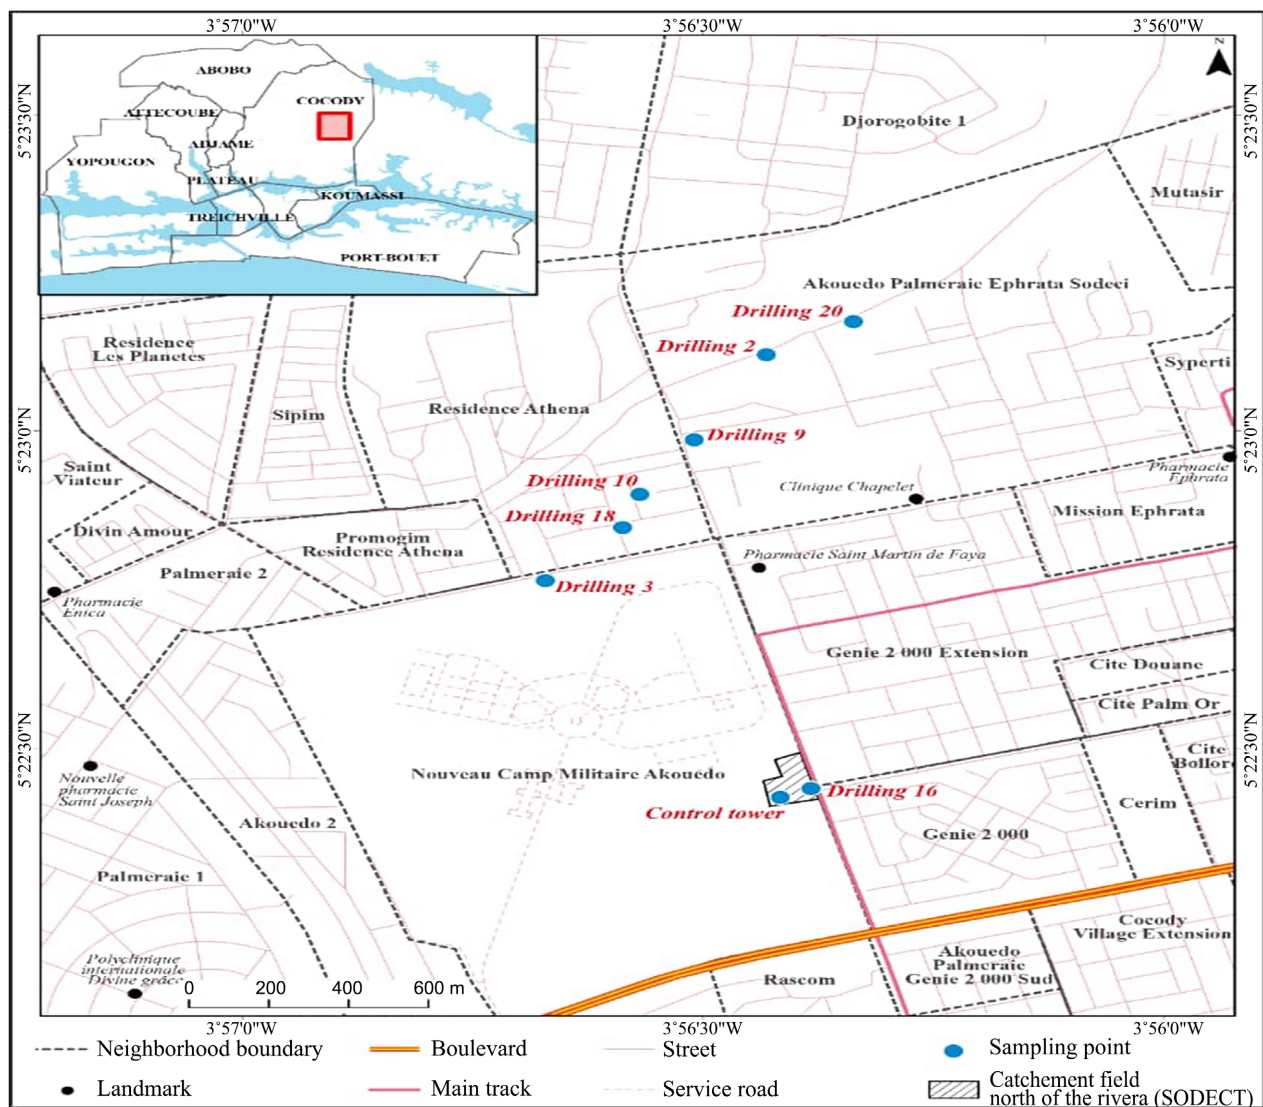 3°57'0"W
3°56'30"W
3°56'0"W
5°23'30"N
5°23'30"N
N
ABOBO
COCODY
ATTECOUBE
ADJAME
YOPOUGON
PLATEAU
KOUMASSI
TREICHVILLE
PORT-BOUET
Djorogobite 1
Mutasir
Akouedo Palmeraie Ephrata Sodeci
Drilling 20
Drilling 2
Residence
Les Planetes
Syperti
Sipim
Residence Athena
Drilling 9
5°23'0"N
5°23'0"N
Saint
Viateur
Drilling 10
Clinique Chapelet
Pharmacie
Ephrata
Drilling 18
Mission Ephrata
Divin Amour
Promogim
Residence Athena
Pharmacie Saint Martin de Faya
Palmeraie 2
Drilling 3
Pharmacie
Enica
Genie 2 000 Extension
Cite Douane
Cite Palm Or
5°22'30"N
5°22'30"N
Cite
Bollore
Nouveau Camp Militaire Akouedo
Nouvelle
pharmacie
Saint Joseph
Drilling 16
Control tower
Cerim
Akouedo 2
Genie 2 000
Palmeraie 1
Cocody
Village Extension
Akouedo
Palmeraie
Genie 2 000 Sud
Rascom
Polyclinique
internationale
Divine grâce
0 200 400 600 m
3°57'0"W
3°56'30"W
3°56'0"W
Neighborhood boundary
Boulevard
Street
Sampling point
Landmark
Main track
Service road
Catchement field
north of the rivera (SODECT)